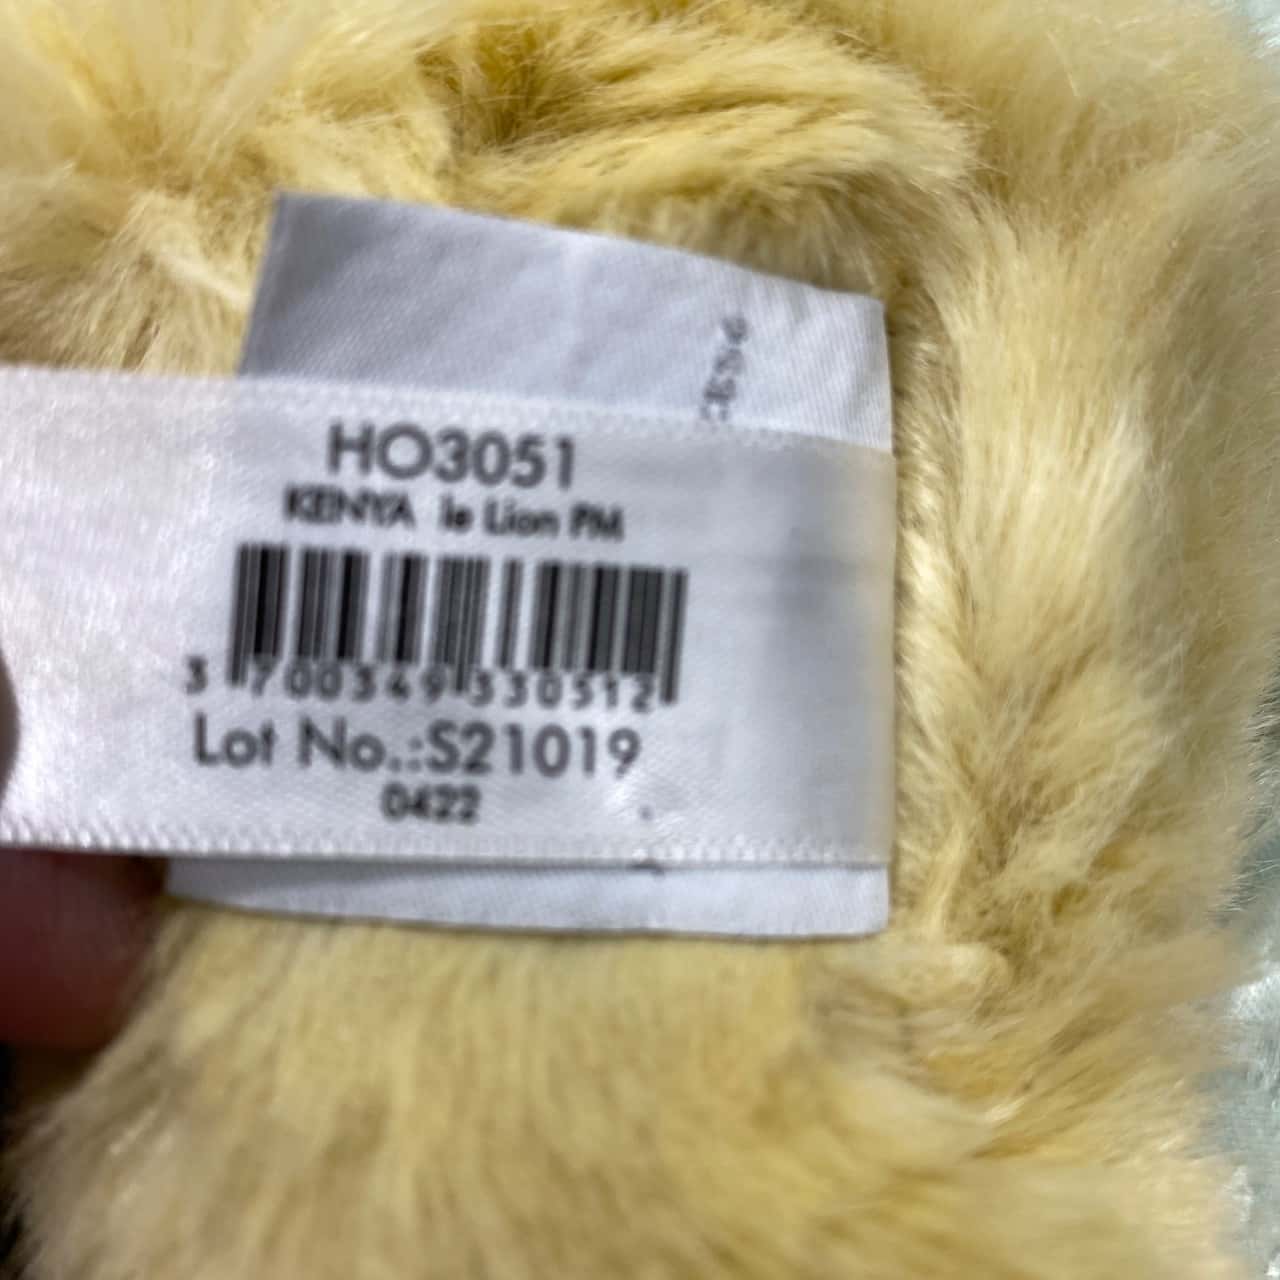 HO3051
KENYA le Lion PM
3 700349 330512
Lot No.:S21019
0422